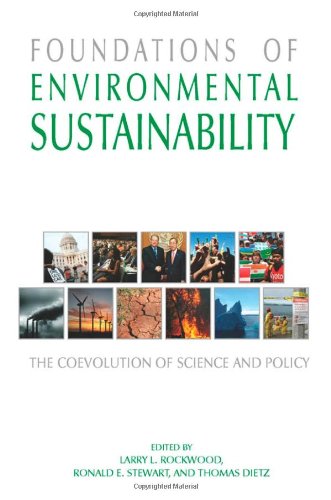 FOUNDATIONS OF
ENVIRONMENTAL
SUSTAINABILITY
THE COEVOLUTION OF SCIENCE AND POLICY
EDITED BY
LARRY L. ROCKWOOD
RONALD E. STEWART, AND THOMAS DIETZ